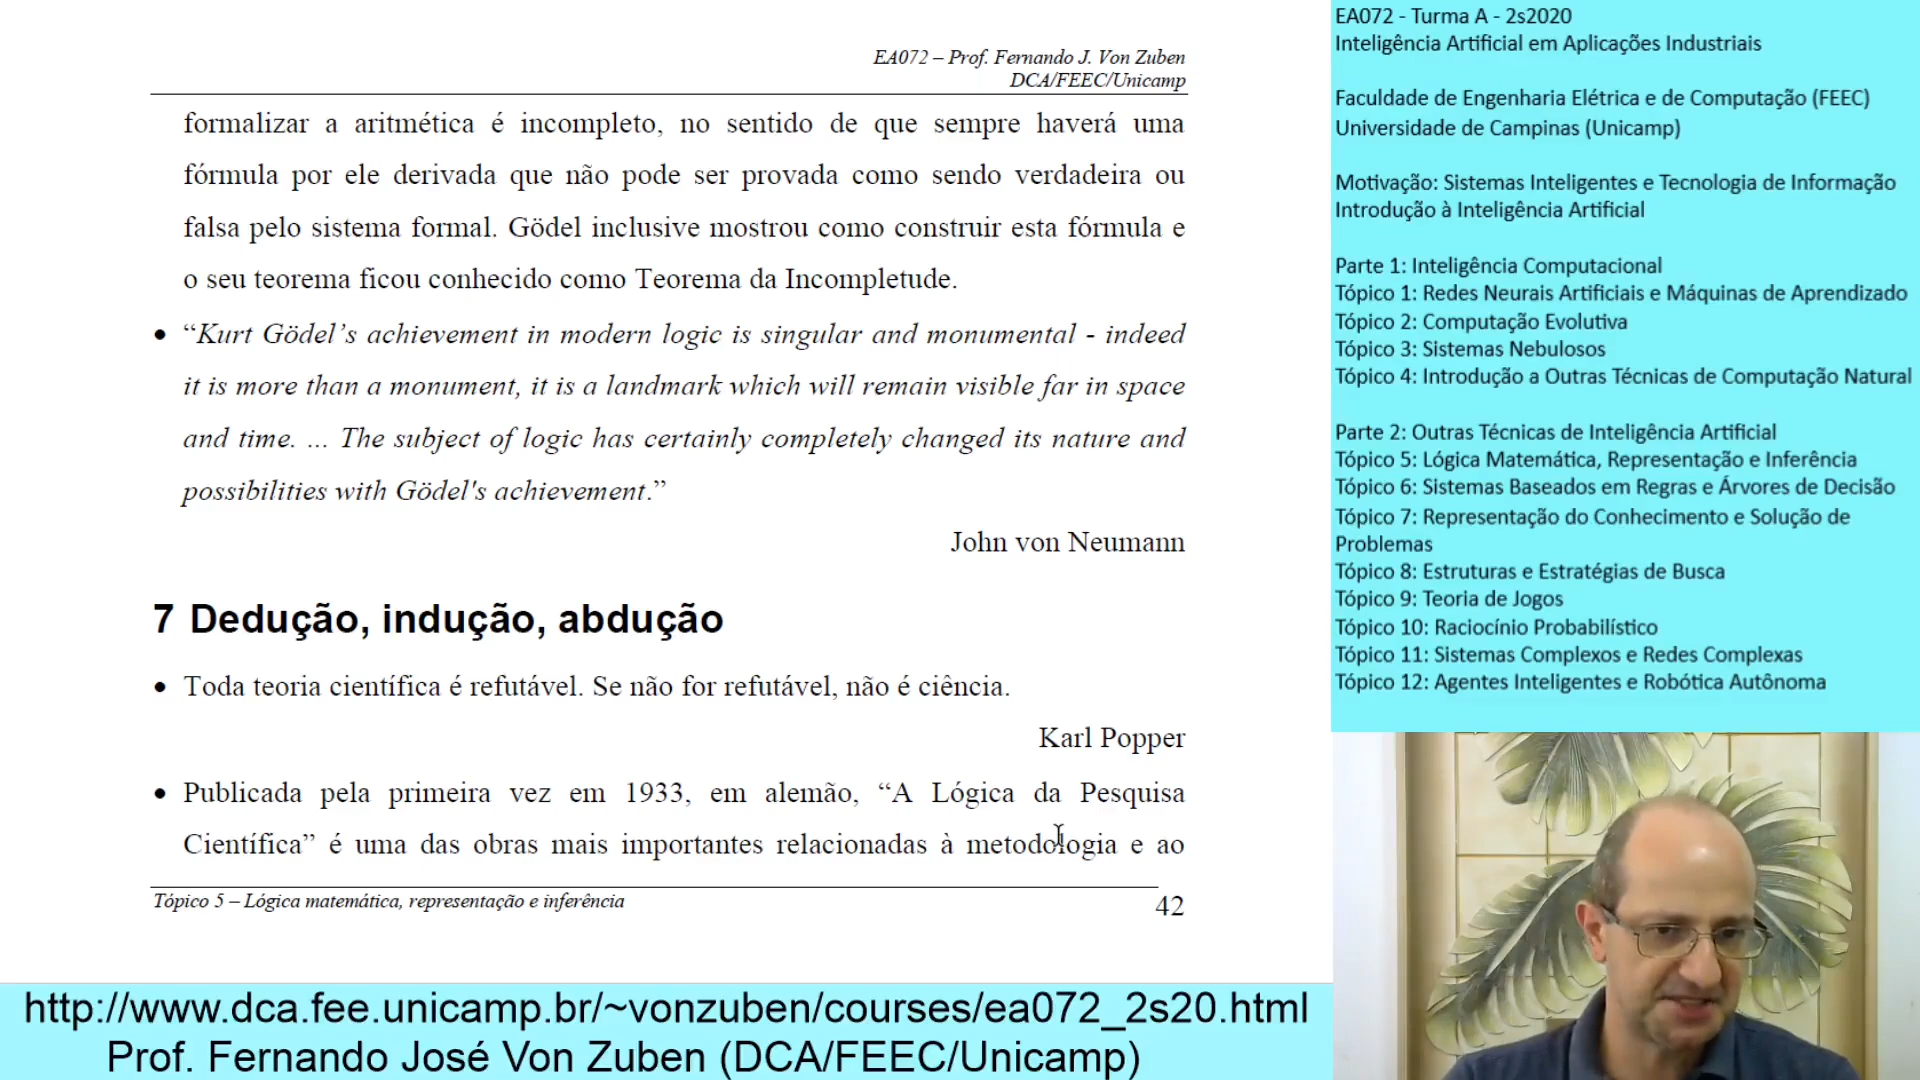 EA072 – Prof. Fernando J. Von Zuben
DCA/FEEC/Unicamp
formalizar a aritmética é incompleto, no sentido de que sempre haverá uma
fórmula por ele derivada que não pode ser provada como sendo verdadeira ou
falsa pelo sistema formal. Gödel inclusive mostrou como construir esta fórmula e
o seu teorema ficou conhecido como Teorema da Incompletude.
• “Kurt Gödel’s achievement in modern logic is singular and monumental - indeed
it is more than a monument, it is a landmark which will remain visible far in space
and time. ... The subject of logic has certainly completely changed its nature and
possibilities with Gödel's achievement.”
John von Neumann
7 Dedução, indução, abdução
• Toda teoria científica é refutável. Se não for refutável, não é ciência.
Karl Popper
• Publicada pela primeira vez em 1933, em alemão, “A Lógica da Pesquisa
Científica” é uma das obras mais importantes relacionadas à metodologia e ao
Tópico 5 – Lógica matemática, representação e inferência
42
EA072 - Turma A - 2s2020
Inteligência Artificial em Aplicações Industriais
Faculdade de Engenharia Elétrica e de Computação (FEEC)
Universidade de Campinas (Unicamp)
Motivação: Sistemas Inteligentes e Tecnologia de Informação
Introdução à Inteligência Artificial
Parte 1: Inteligência Computacional
Tópico 1: Redes Neurais Artificiais e Máquinas de Aprendizado
Tópico 2: Computação Evolutiva
Tópico 3: Sistemas Nebulosos
Tópico 4: Introdução a Outras Técnicas de Computação Natural
Parte 2: Outras Técnicas de Inteligência Artificial
Tópico 5: Lógica Matemática, Representação e Inferência
Tópico 6: Sistemas Baseados em Regras e Árvores de Decisão
Tópico 7: Representação do Conhecimento e Solução de
Problemas
Tópico 8: Estruturas e Estratégias de Busca
Tópico 9: Teoria de Jogos
Tópico 10: Raciocínio Probabilístico
Tópico 11: Sistemas Complexos e Redes Complexas
Tópico 12: Agentes Inteligentes e Robótica Autônoma
http://www.dca.fee.unicamp.br/~vonzuben/courses/ea072_2s20.html
Prof. Fernando José Von Zuben (DCA/FEEC/Unicamp)